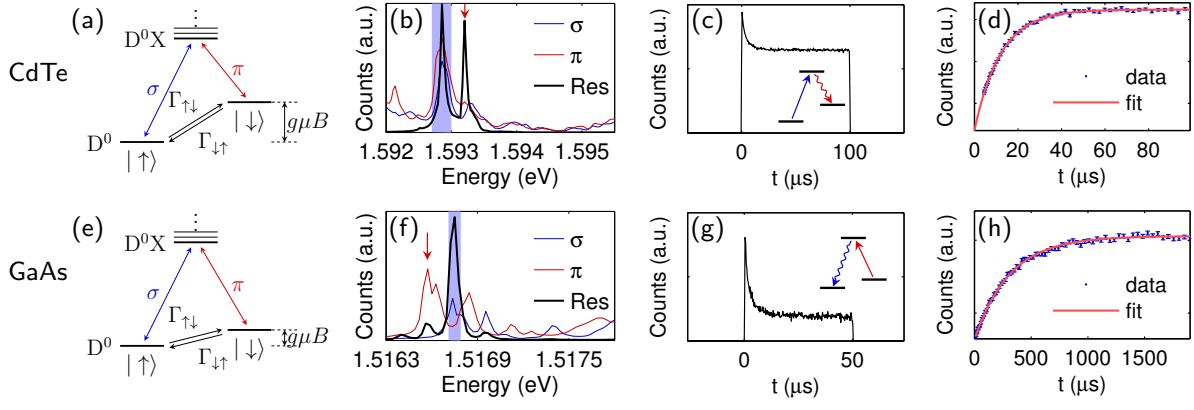 (a)
CdTe
D⁰X
σ
π
Γ↑↓
Γ↓↑
gμB
D⁰
|↑⟩
|↓⟩
(b)
Counts (a.u.)
σ
π
Res
1.592 1.593 1.594 1.595
Energy (eV)
(c)
Counts (a.u.)
0 100
t (μs)
(d)
Counts (a.u.)
data
fit
0 20 40 60 80
t (μs)
(e)
GaAs
D⁰X
σ
π
Γ↑↓
Γ↓↑
gμB
D⁰
|↑⟩
|↓⟩
(f)
Counts (a.u.)
σ
π
Res
1.5163 1.5169 1.5175
Energy (eV)
(g)
Counts (a.u.)
0 50
t (μs)
(h)
Counts (a.u.)
data
fit
0 500 1000 1500
t (μs)